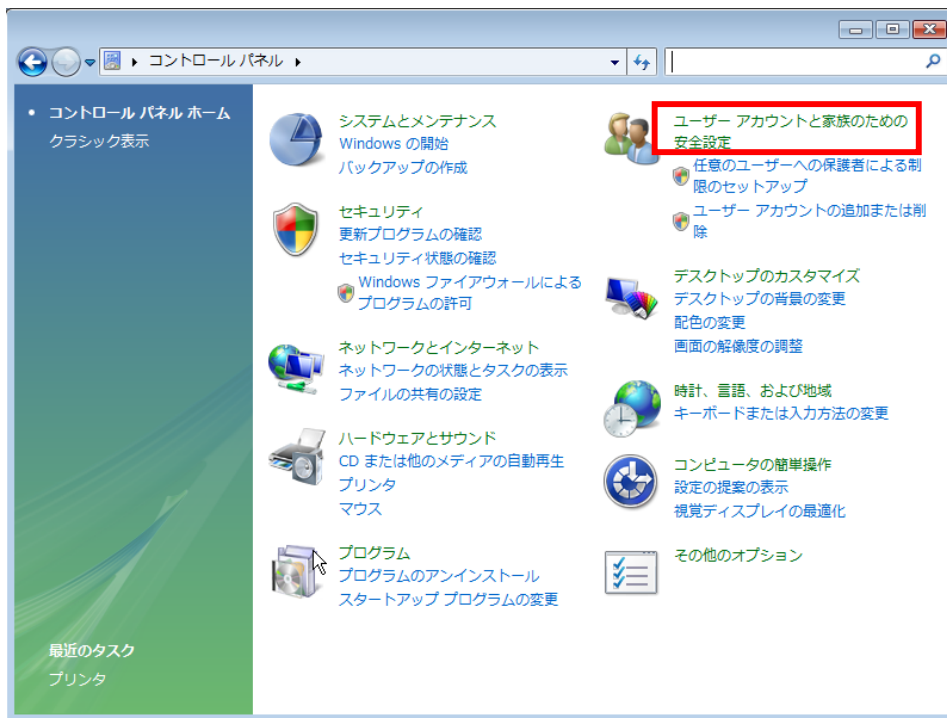 コントロール パネル
コントロール パネル ホーム
クラシック表示
最近のタスク
プリンタ
システムとメンテナンス
Windows の開始
バックアップの作成
セキュリティ
更新プログラムの確認
セキュリティ状態の確認
Windows ファイアウォールによる
プログラムの許可
ネットワークとインターネット
ネットワークの状態とタスクの表示
ファイルの共有の設定
ハードウェアとサウンド
CD または他のメディアの自動再生
プリンタ
マウス
プログラム
プログラムのアンインストール
スタートアップ プログラムの変更
ユーザー アカウントと家族のための
安全設定
任意のユーザーへの保護者による制
限のセットアップ
ユーザー アカウントの追加または削
除
デスクトップのカスタマイズ
デスクトップの背景の変更
配色の変更
画面の解像度の調整
時計、言語、および地域
キーボードまたは入力方法の変更
コンピュータの簡単操作
設定の提案の表示
視覚ディスプレイの最適化
その他のオプション